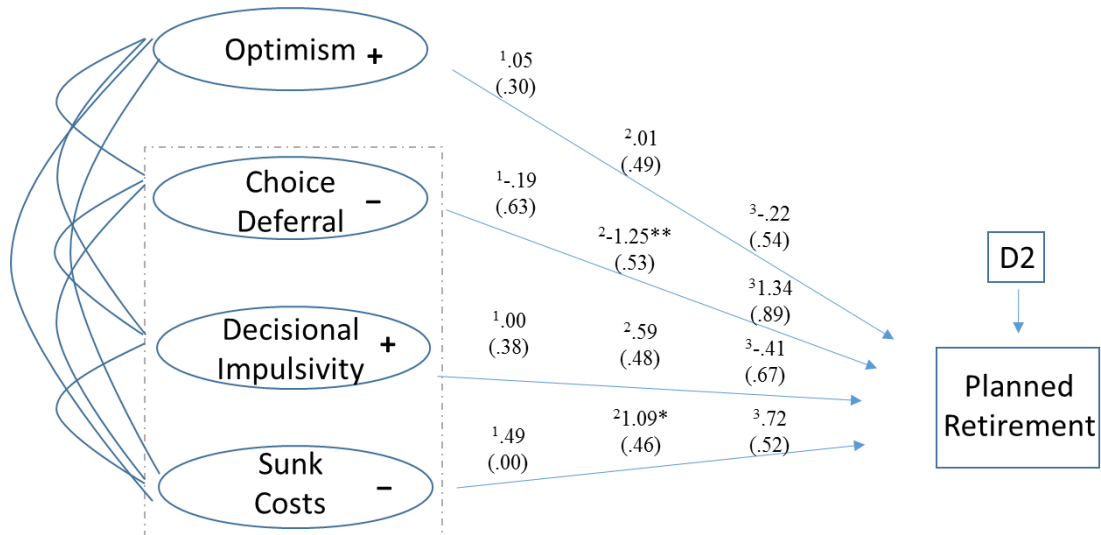 Optimism +
¹.05
(.30)
².01
(.49)
³-.22
(.54)
Choice
Deferral –
¹-.19
(.63)
²-1.25**
(.53)
³1.34
(.89)
D2
Decisional
Impulsivity +
¹.00
(.38)
².59
(.48)
³-.41
(.67)
Planned
Retirement
Sunk
Costs –
¹.49
(.00)
²1.09*
(.46)
³.72
(.52)